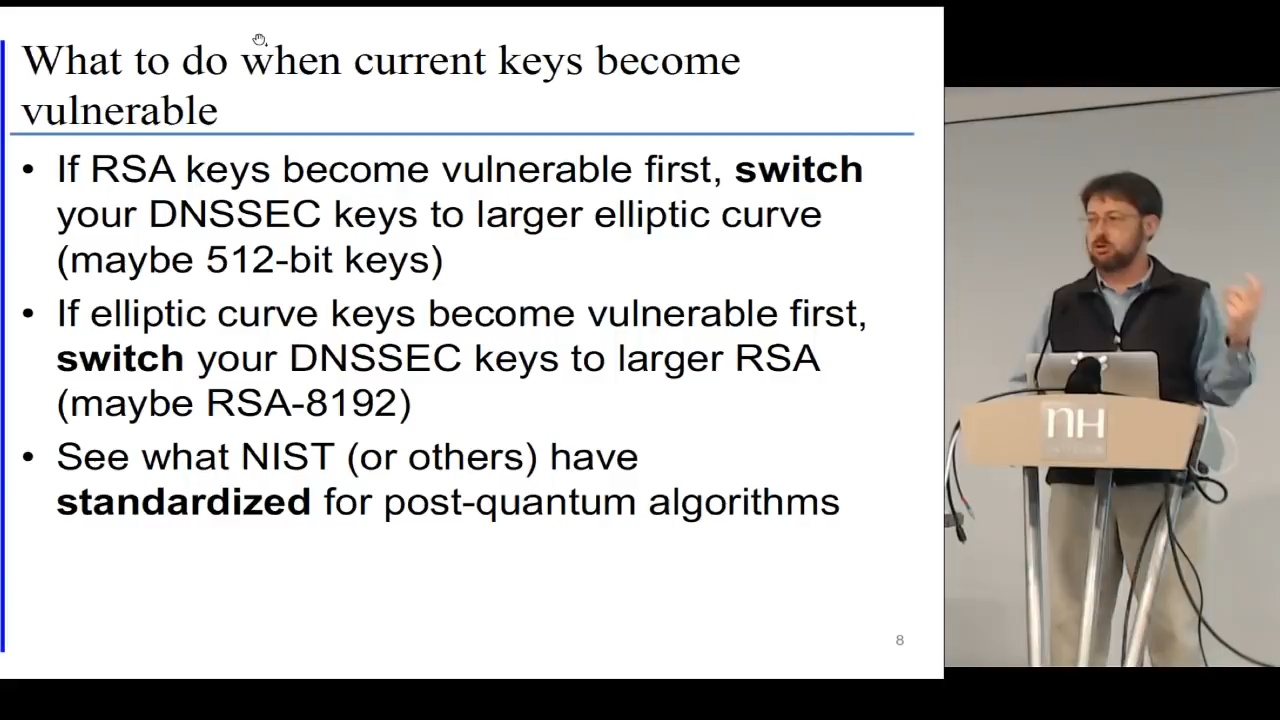 What to do when current keys become
vulnerable
• If RSA keys become vulnerable first, switch
your DNSSEC keys to larger elliptic curve
(maybe 512-bit keys)
• If elliptic curve keys become vulnerable first,
switch your DNSSEC keys to larger RSA
(maybe RSA-8192)
• See what NIST (or others) have
standardized for post-quantum algorithms
8
nH